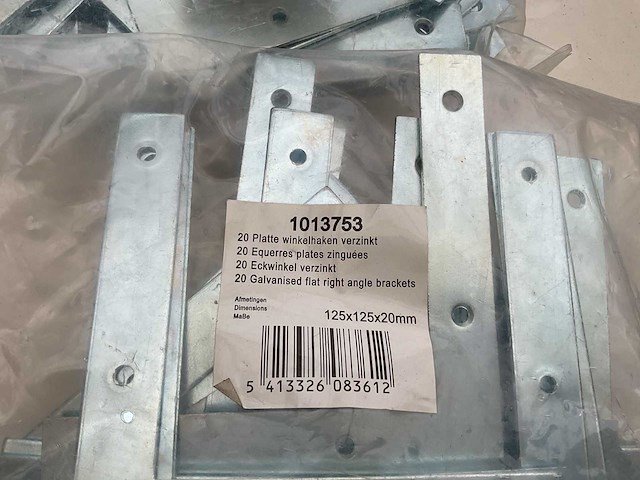 1013753
20 Platte winkelhaken verzinkt
20 Equerres plates zinguées
20 Eckwinkel verzinkt
20 Galvanised flat right angle brackets
Afmetingen
Dimensions
Maße
125x125x20mm
5 413326 083612